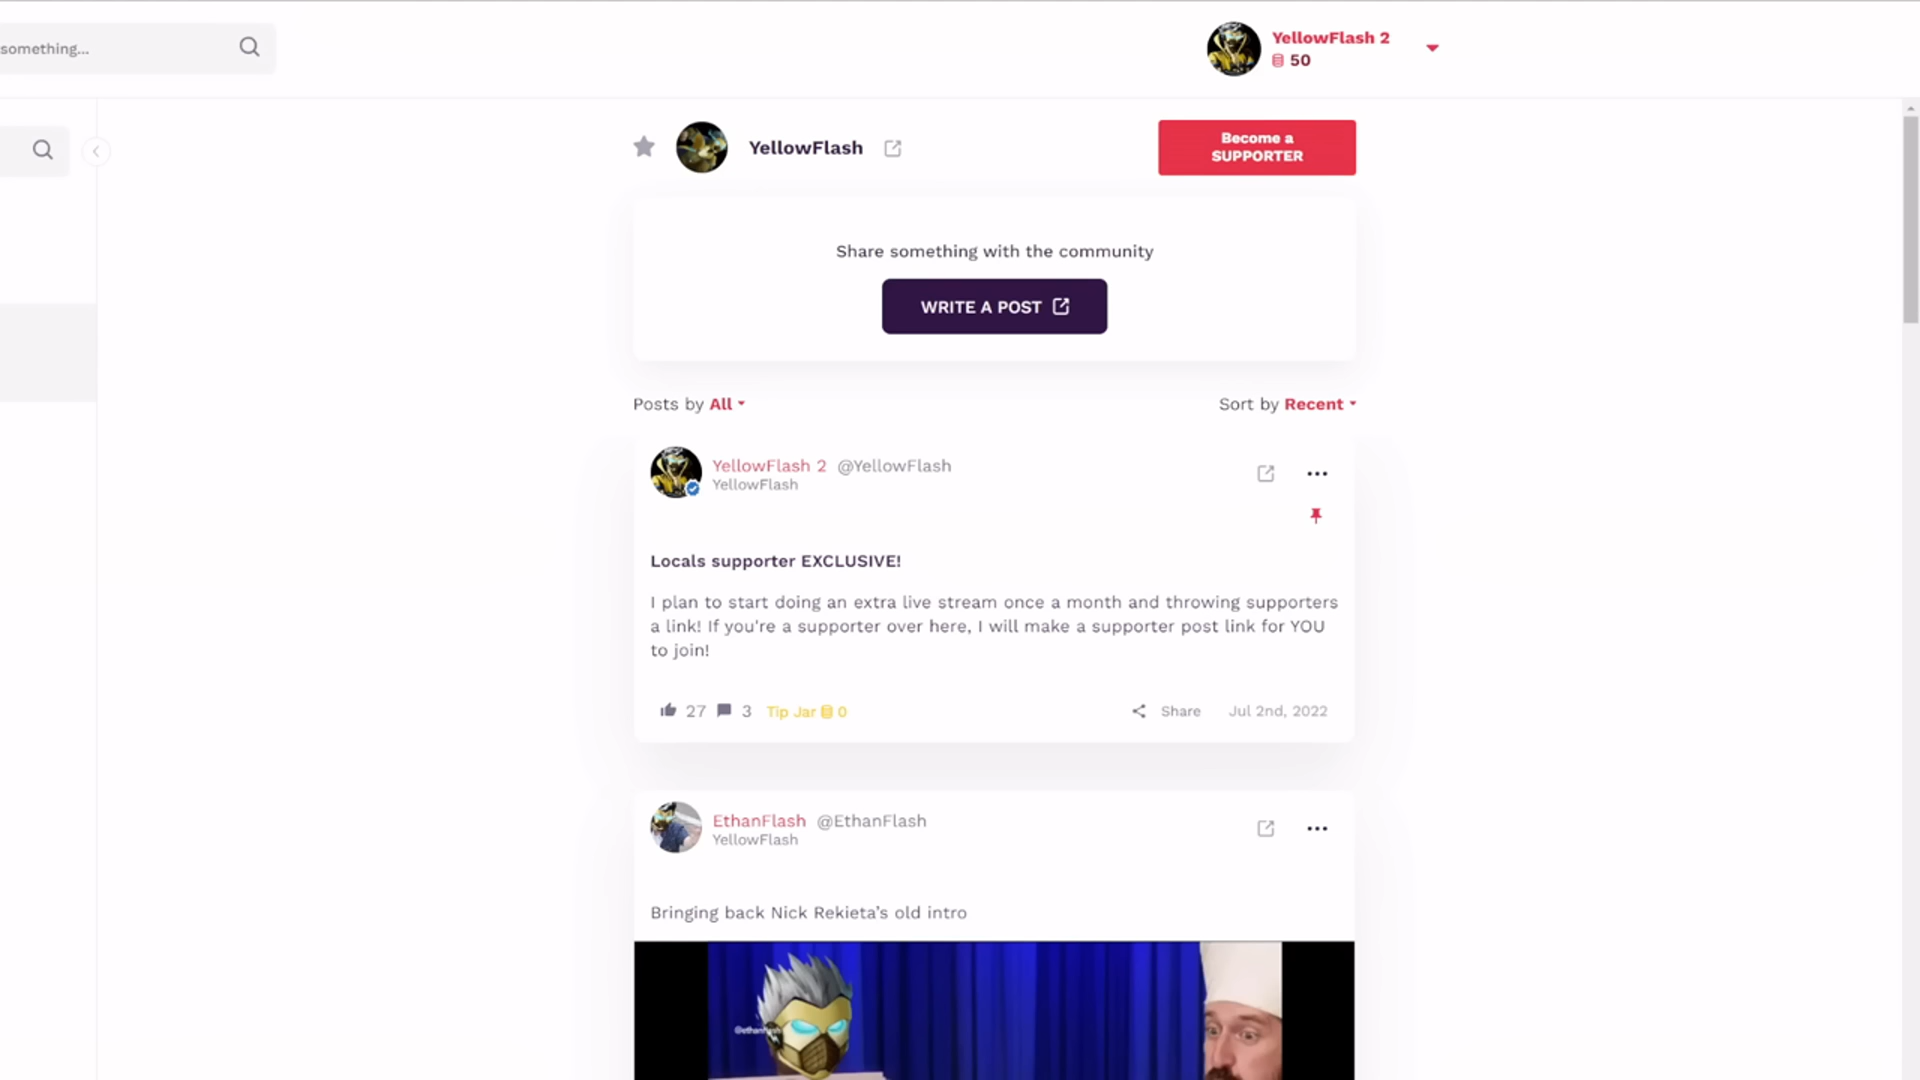 something...
YellowFlash 2
50
YellowFlash
Become a
SUPPORTER
Share something with the community
WRITE A POST
Posts by All
Sort by Recent
YellowFlash 2 @YellowFlash
YellowFlash
Locals supporter EXCLUSIVE!
I plan to start doing an extra live stream once a month and throwing supporters
a link! If you're a supporter over here, I will make a supporter post link for YOU
to join!
27 3 Tip Jar 0 Share Jul 2nd, 2022
EthanFlash @EthanFlash
YellowFlash
Bringing back Nick Rekieta's old intro
@ethanflash